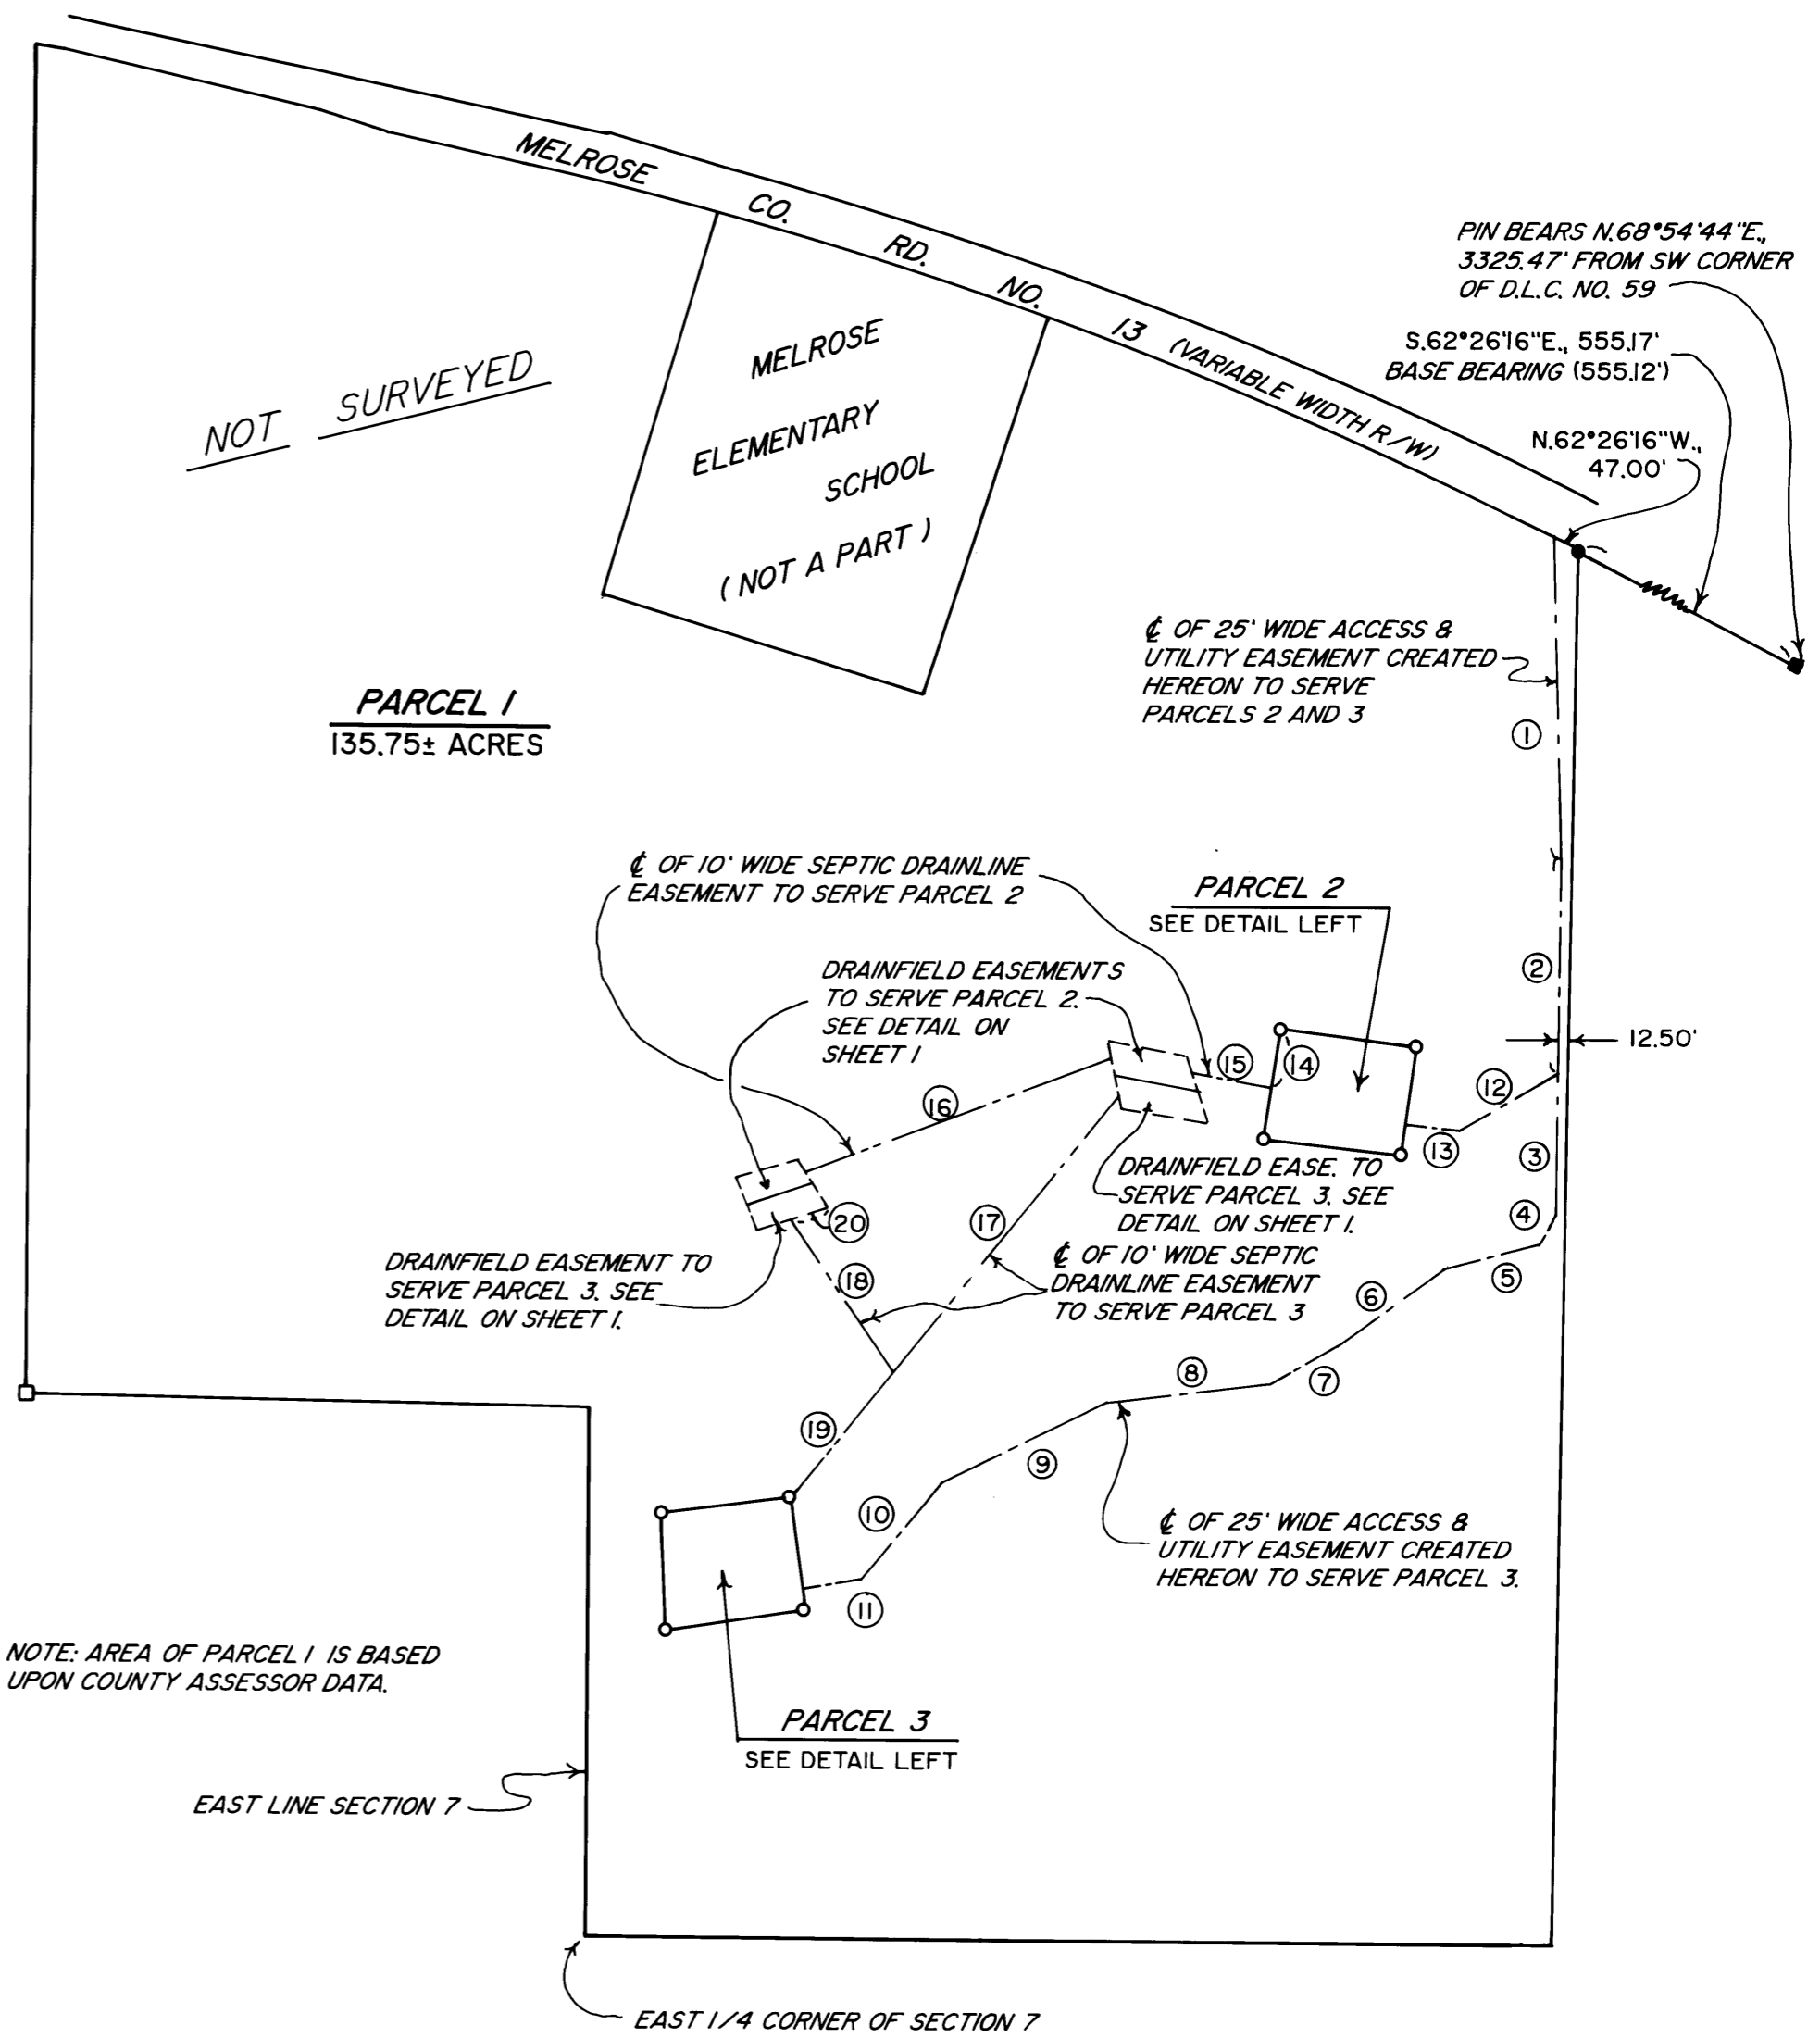 MELROSE CO. RD. NO. 13 (VARIABLE WIDTH R/W)
PIN BEARS N.68°54'44"E.,
3325.47' FROM SW CORNER
OF D.L.C. NO. 59
S.62°26'16"E., 555.17'
BASE BEARING (555.12')
N.62°26'16"W.,
47.00'
NOT SURVEYED
MELROSE
ELEMENTARY
SCHOOL
(NOT A PART)
℄ OF 25' WIDE ACCESS &
UTILITY EASEMENT CREATED
HEREON TO SERVE
PARCELS 2 AND 3
PARCEL 1
135.75± ACRES
1
℄ OF 10' WIDE SEPTIC DRAINLINE
EASEMENT TO SERVE PARCEL 2
PARCEL 2
SEE DETAIL LEFT
DRAINFIELD EASEMENTS
TO SERVE PARCEL 2.
SEE DETAIL ON
SHEET 1
2
12.50'
15
14
16
12
13
3
DRAINFIELD EASE. TO
SERVE PARCEL 3. SEE
DETAIL ON SHEET 1.
20
17
4
DRAINFIELD EASEMENT TO
SERVE PARCEL 3. SEE
DETAIL ON SHEET 1.
18
℄ OF 10' WIDE SEPTIC
DRAINLINE EASEMENT
TO SERVE PARCEL 3
5
6
8
7
19
9
10
11
℄ OF 25' WIDE ACCESS &
UTILITY EASEMENT CREATED
HEREON TO SERVE PARCEL 3.
NOTE: AREA OF PARCEL 1 IS BASED
UPON COUNTY ASSESSOR DATA.
PARCEL 3
SEE DETAIL LEFT
EAST LINE SECTION 7
EAST 1/4 CORNER OF SECTION 7